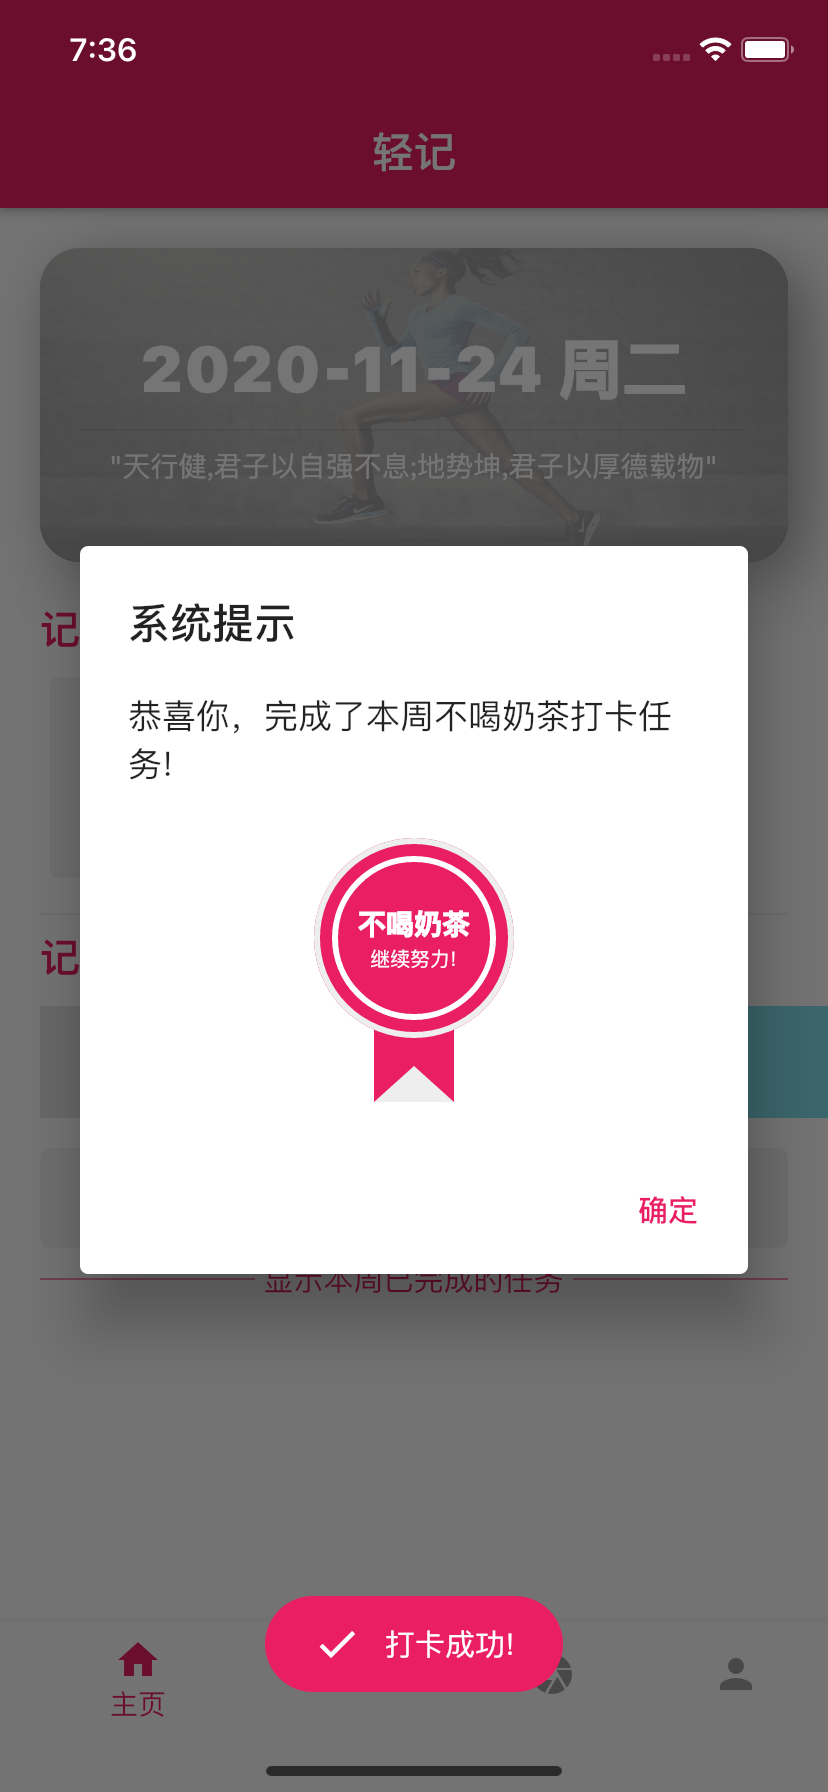 7:36
轻记
2020-11-24 周二
"天行健,君子以自强不息;地势坤,君子以厚德载物"
记
系统提示
恭喜你，完成了本周不喝奶茶打卡任
务!
不喝奶茶
继续努力!
记
确定
显示本周已完成的任务
打卡成功!
主页